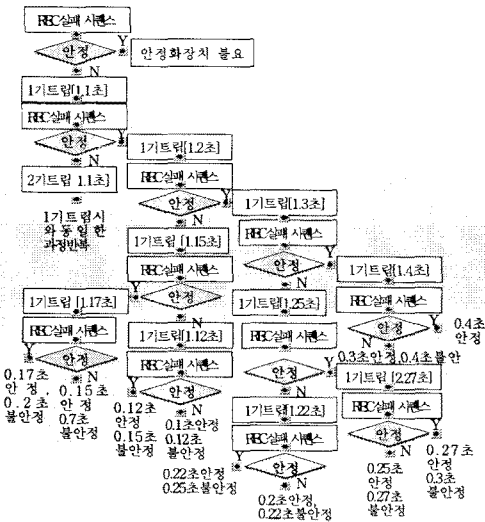 REC실패 시퀀스
안정
Y
안정화장치 불요
N
1기트립[1.1초]
REC실패 시퀀스
안정
Y
N
2기트립 1.1초]
1기트립시
와 동일한
과정반복
1기트립[1.2초]
REC실패 시퀀스
안정
Y
N
1기트립[1.15초]
REC실패 시퀀스
안정
Y
N
1기트립 [1.17초]
REC실패 시퀀스
안정
Y
N
0.17초
안 정 ,
0 . 2초
불안정
0.15초
안 정
0.7초
불안정
1기트립[1.12초]
REC실패 시퀀스
안정
Y
N
0.12초
안정
0.15초
불안정
0.1초안정
0.12초
불안정
1기트립[1.3초]
REC실패 시퀀스
안정
Y
N
1기트립[1.25초]
REC실패 시퀀스
안정
Y
N
1기트립[1.22초]
REC실패 시퀀스
안정
Y
N
0.22초안정
0.25초불안정
0.2초안정,
0.22초불안정
1기트립[1.4초]
REC실패 시퀀스
안정
Y
N
0.4초
안정
0.3초안정,0.4초불안
1기트립 [2.27초]
REC실패 시퀀스
안정
Y
N
0.25초
안정
0.27초
불안정
0.27초
안정
0.3초
불안정